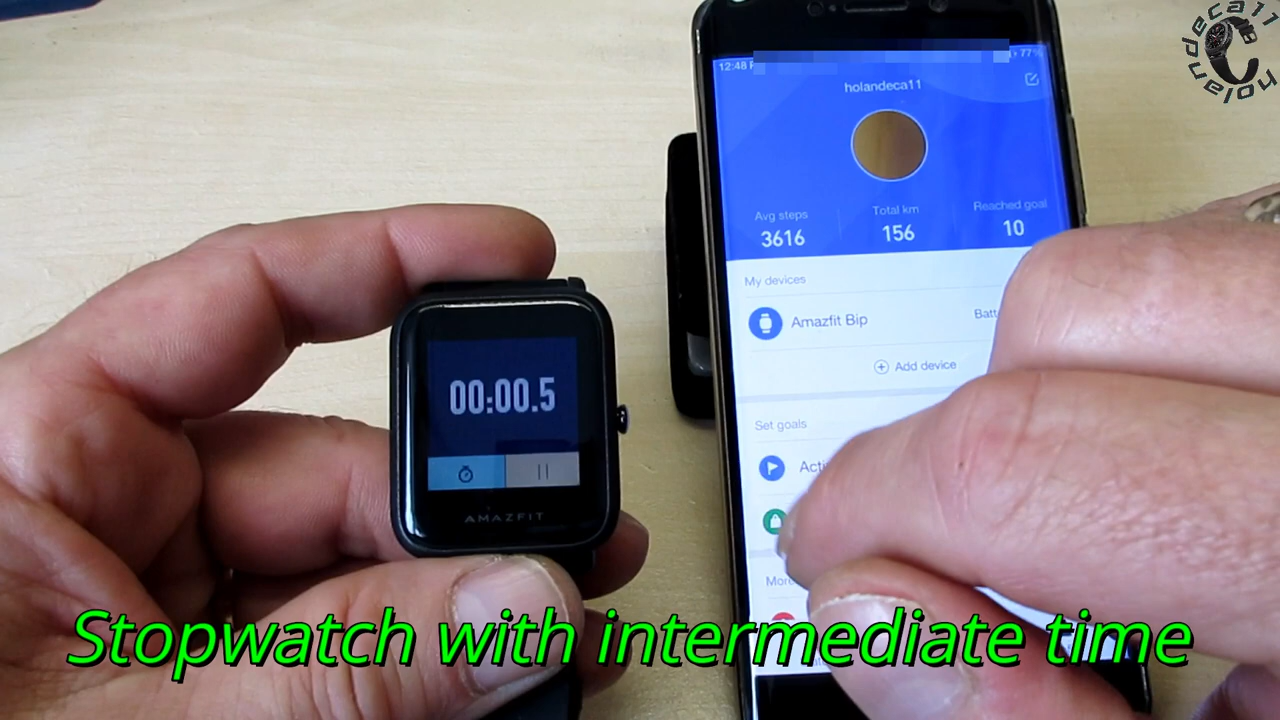 holandeca11
12:48
77%
holandeca11
Avg steps
Total km
Reached goal
3616
156
10
My devices
Amazfit Bip
Add device
Set goals
00:00.5
AMAZFIT
Stopwatch with intermediate time